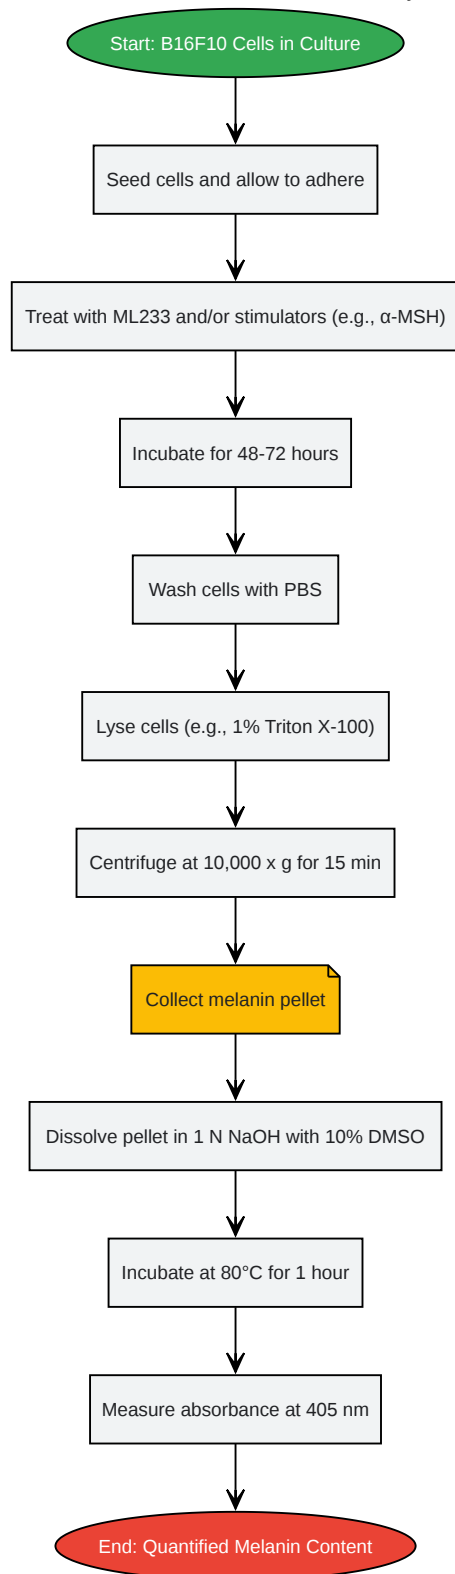 Start: B16F10 Cells in Culture
Seed cells and allow to adhere
Treat with ML233 and/or stimulators (e.g., α-MSH)
Incubate for 48-72 hours
Wash cells with PBS
Lyse cells (e.g., 1% Triton X-100)
Centrifuge at 10,000 x g for 15 min
Collect melanin pellet
Dissolve pellet in 1 N NaOH with 10% DMSO
Incubate at 80°C for 1 hour
Measure absorbance at 405 nm
End: Quantified Melanin Content